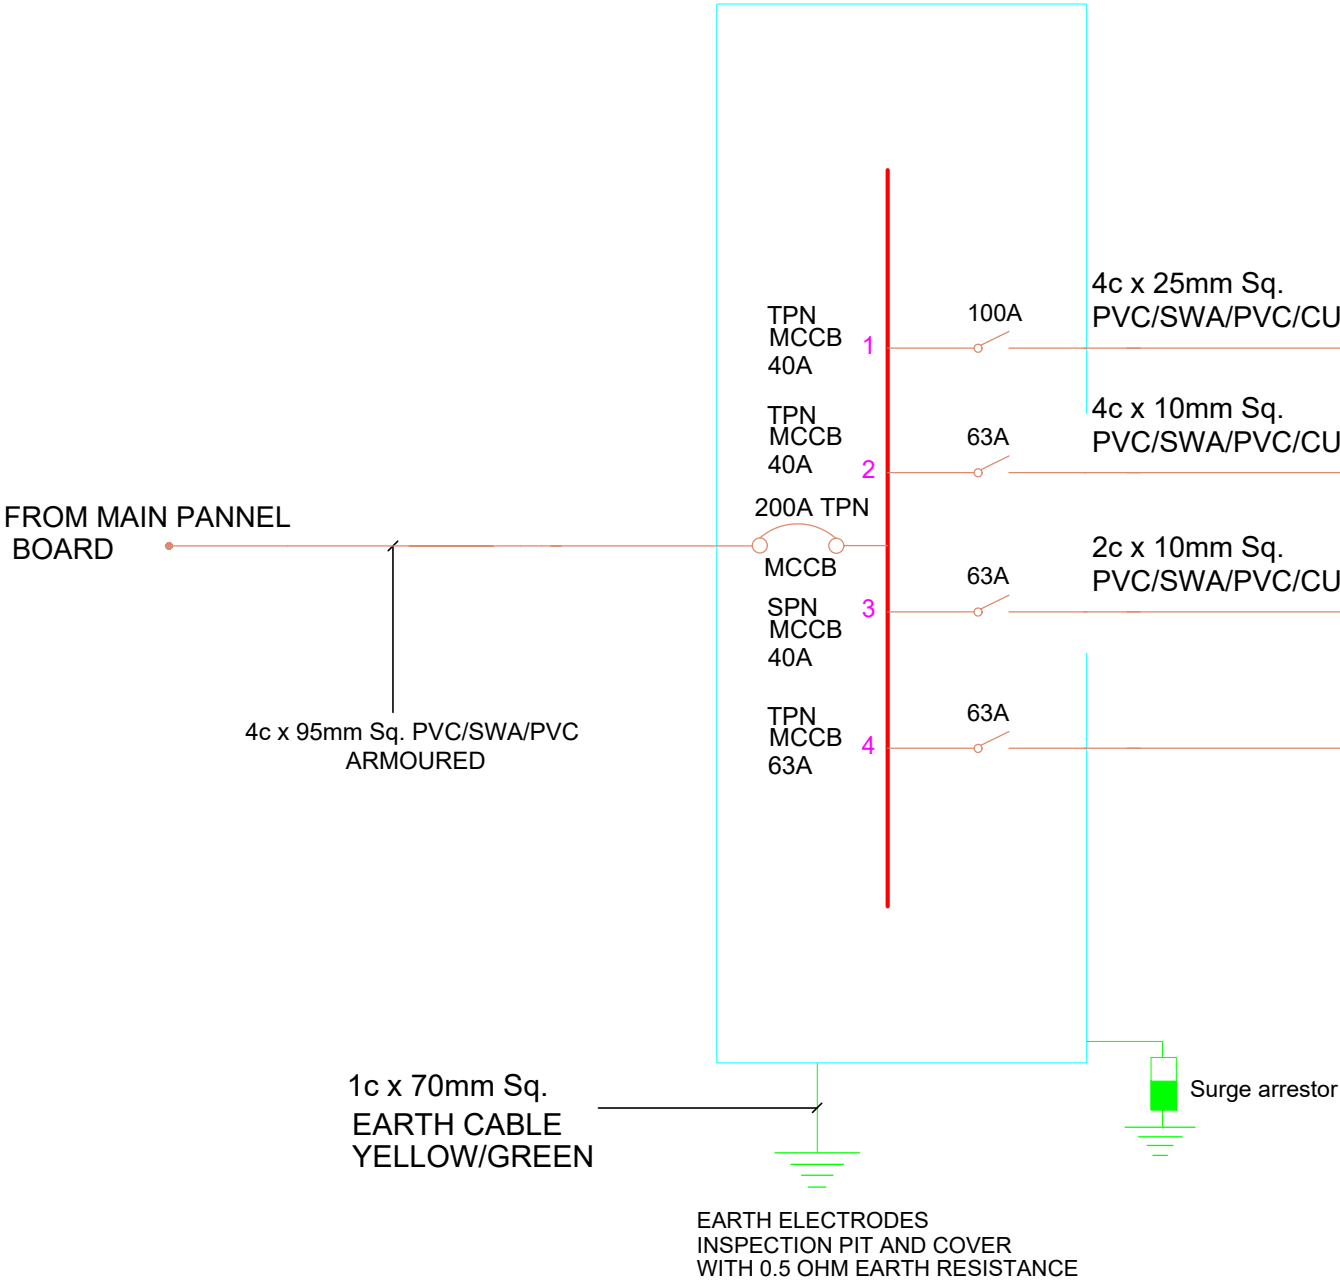 4c x 25mm Sq.
PVC/SWA/PVC/CU
100A
TPN
MCCB
40A
1
4c x 10mm Sq.
PVC/SWA/PVC/CU
63A
TPN
MCCB
40A
2
200A TPN
MCCB
FROM MAIN PANNEL
BOARD
2c x 10mm Sq.
PVC/SWA/PVC/CU
63A
SPN
MCCB
40A
3
63A
TPN
MCCB
63A
4
4c x 95mm Sq. PVC/SWA/PVC
ARMOURED
1c x 70mm Sq.
EARTH CABLE
YELLOW/GREEN
Surge arrestor
EARTH ELECTRODES
INSPECTION PIT AND COVER
WITH 0.5 OHM EARTH RESISTANCE